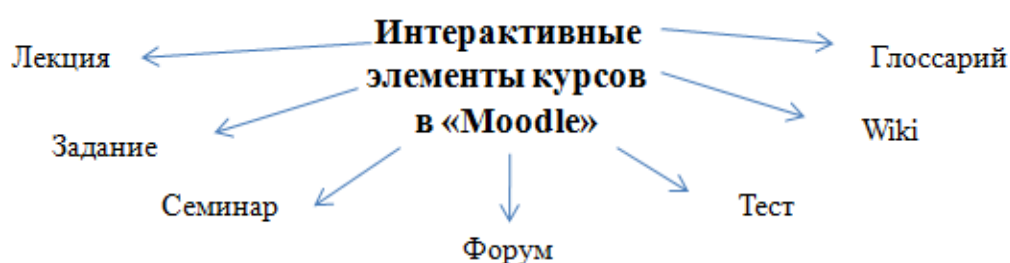 Интерактивные
элементы курсов
в «Moodle»
Лекция
Глоссарий
Задание
Wiki
Семинар
Тест
Форум